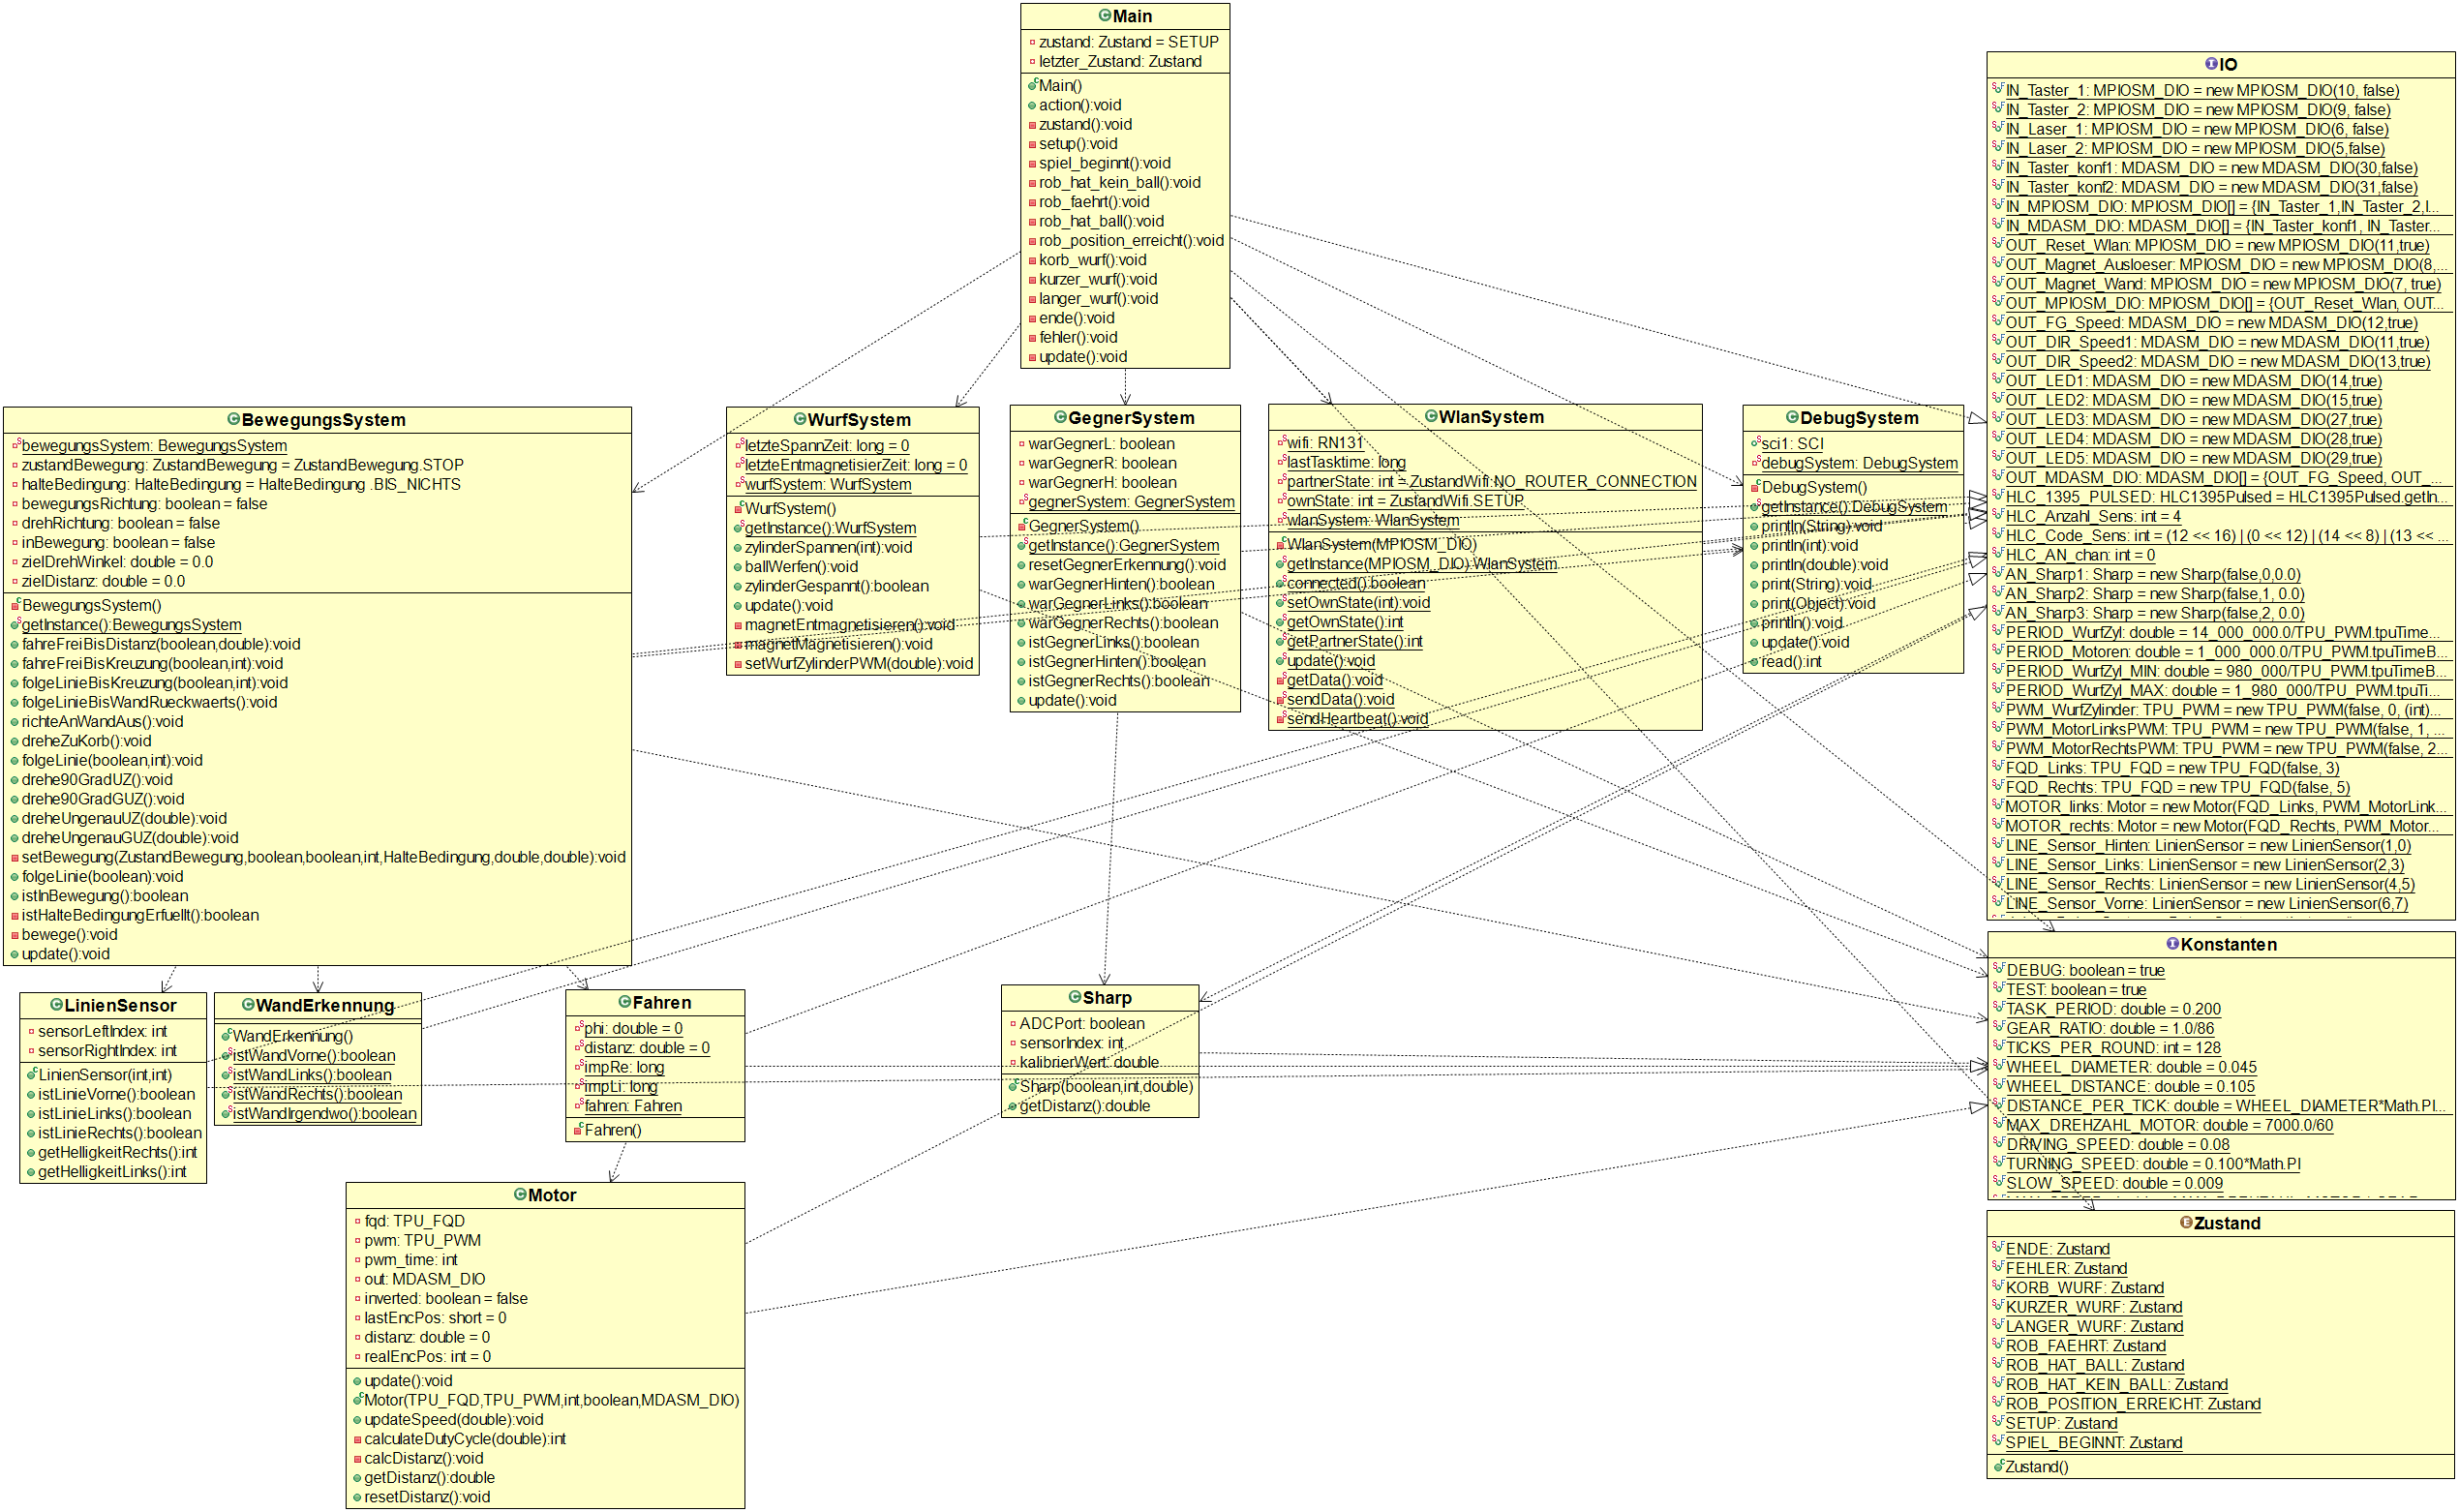 Main
zustand: Zustand = SETUP
letzter_Zustand: Zustand
Main()
action():void
zustand():void
setup():void
spiel_beginnt():void
rob_hat_kein_ball():void
rob_faehrt():void
rob_hat_ball():void
rob_position_erreicht():void
korb_wurf():void
kurzer_wurf():void
langer_wurf():void
ende():void
fehler():void
update():void
BewegungsSystem
bewegungsSystem: BewegungsSystem
zustandBewegung: ZustandBewegung = ZustandBewegung.STOP
halteBedingung: HalteBedingung = HalteBedingung .BIS_NICHTS
bewegungsRichtung: boolean = false
drehRichtung: boolean = false
inBewegung: boolean = false
zielDrehWinkel: double = 0.0
zielDistanz: double = 0.0
BewegungsSystem()
getInstance():BewegungsSystem
fahreFreiBisDistanz(boolean,double):void
fahreFreiBisKreuzung(boolean,int):void
folgeLinieBisKreuzung(boolean,int):void
folgeLinieBisWandRueckwaerts():void
richteAnWandAus():void
dreheZuKorb():void
folgeLinie(boolean,int):void
drehe90GradUZ():void
drehe90GradGUZ():void
dreheUngenauUZ(double):void
dreheUngenauGUZ(double):void
setBewegung(ZustandBewegung,boolean,boolean,int,HalteBedingung,double,double):void
folgeLinie(boolean):void
istInBewegung():boolean
istHalteBedingungErfuellt():boolean
bewege():void
update():void
WurfSystem
letzteSpannZeit: long = 0
letzteEntmagnetisierZeit: long = 0
wurfSystem: WurfSystem
WurfSystem()
getInstance():WurfSystem
zylinderSpannen(int):void
ballWerfen():void
zylinderGespannt():boolean
update():void
magnetEntmagnetisieren():void
magnetMagnetisieren():void
setWurfZylinderPWM(double):void
GegnerSystem
warGegnerL: boolean
warGegnerR: boolean
warGegnerH: boolean
gegnerSystem: GegnerSystem
GegnerSystem()
getInstance():GegnerSystem
resetGegnerErkennung():void
warGegnerHinten():boolean
warGegnerLinks():boolean
warGegnerRechts():boolean
istGegnerLinks():boolean
istGegnerHinten():boolean
istGegnerRechts():boolean
update():void
WlanSystem
wifi: RN131
lastTasktime: long
partnerState: int = ZustandWifi.NO_ROUTER_CONNECTION
ownState: int = ZustandWifi.SETUP
wlanSystem: WlanSystem
WlanSystem(MPIOSM_DIO)
getInstance(MPIOSM_DIO):WlanSystem
connected():boolean
setOwnState(int):void
getOwnState():int
getPartnerState():int
update():void
getData():void
sendData():void
sendHeartbeat():void
DebugSystem
sci1: SCI
debugSystem: DebugSystem
DebugSystem()
getInstance():DebugSystem
println(String):void
println(int):void
println(double):void
print(String):void
print(Object):void
println():void
update():void
read():int
IO
IN_Taster_1: MPIOSM_DIO = new MPIOSM_DIO(10, false)
IN_Taster_2: MPIOSM_DIO = new MPIOSM_DIO(9, false)
IN_Laser_1: MPIOSM_DIO = new MPIOSM_DIO(6, false)
IN_Laser_2: MPIOSM_DIO = new MPIOSM_DIO(5,false)
IN_Taster_konf1: MDASM_DIO = new MDASM_DIO(30,false)
IN_Taster_konf2: MDASM_DIO = new MDASM_DIO(31,false)
IN_MPIOSM_DIO: MPIOSM_DIO[] = {IN_Taster_1,IN_Taster_2,I...
IN_MDASM_DIO: MDASM_DIO[] = {IN_Taster_konf1, IN_Taster...
OUT_Reset_Wlan: MPIOSM_DIO = new MPIOSM_DIO(11,true)
OUT_Magnet_Ausloeser: MPIOSM_DIO = new MPIOSM_DIO(8,...
OUT_Magnet_Wand: MPIOSM_DIO = new MPIOSM_DIO(7, true)
OUT_MPIOSM_DIO: MPIOSM_DIO[] = {OUT_Reset_Wlan, OUT...
OUT_FG_Speed: MDASM_DIO = new MDASM_DIO(12,true)
OUT_DIR_Speed1: MDASM_DIO = new MDASM_DIO(11,true)
OUT_DIR_Speed2: MDASM_DIO = new MDASM_DIO(13,true)
OUT_LED1: MDASM_DIO = new MDASM_DIO(14,true)
OUT_LED2: MDASM_DIO = new MDASM_DIO(15,true)
OUT_LED3: MDASM_DIO = new MDASM_DIO(27,true)
OUT_LED4: MDASM_DIO = new MDASM_DIO(28,true)
OUT_LED5: MDASM_DIO = new MDASM_DIO(29,true)
OUT_MDASM_DIO: MDASM_DIO[] = {OUT_FG_Speed, OUT_...
HLC_1395_PULSED: HLC1395Pulsed = HLC1395Pulsed.getIn...
HLC_Anzahl_Sens: int = 4
HLC_Code_Sens: int = (12 << 16) | (0 << 12) | (14 << 8) | (13 << ...
HLC_AN_chan: int = 0
AN_Sharp1: Sharp = new Sharp(false,0,0.0)
AN_Sharp2: Sharp = new Sharp(false,1, 0.0)
AN_Sharp3: Sharp = new Sharp(false,2, 0.0)
PERIOD_WurfZyl: double = 14_000_000.0/TPU_PWM.tpuTime...
PERIOD_Motoren: double = 1_000_000.0/TPU_PWM.tpuTimeB...
PERIOD_WurfZyl_MIN: double = 980_000/TPU_PWM.tpuTimeB...
PERIOD_WurfZyl_MAX: double = 1_980_000/TPU_PWM.tpuTi...
PWM_WurfZylinder: TPU_PWM = new TPU_PWM(false, 0, (int)...
PWM_MotorLinksPWM: TPU_PWM = new TPU_PWM(false, 1, ...
PWM_MotorRechtsPWM: TPU_PWM = new TPU_PWM(false, 2...
FQD_Links: TPU_FQD = new TPU_FQD(false, 3)
FQD_Rechts: TPU_FQD = new TPU_FQD(false, 5)
MOTOR_links: Motor = new Motor(FQD_Links, PWM_MotorLink...
MOTOR_rechts: Motor = new Motor(FQD_Rechts, PWM_Motor...
LINE_Sensor_Hinten: LinienSensor = new LinienSensor(1,0)
LINE_Sensor_Links: LinienSensor = new LinienSensor(2,3)
LINE_Sensor_Rechts: LinienSensor = new LinienSensor(4,5)
LINE_Sensor_Vorne: LinienSensor = new LinienSensor(6,7)
Konstanten
DEBUG: boolean = true
TEST: boolean = true
TASK_PERIOD: double = 0.200
GEAR_RATIO: double = 1.0/86
TICKS_PER_ROUND: int = 128
WHEEL_DIAMETER: double = 0.045
WHEEL_DISTANCE: double = 0.105
DISTANCE_PER_TICK: double = WHEEL_DIAMETER*Math.PI...
MAX_DREHZAHL_MOTOR: double = 7000.0/60
DRIVING_SPEED: double = 0.08
TURNING_SPEED: double = 0.100*Math.PI
SLOW_SPEED: double = 0.009
LinienSensor
sensorLeftIndex: int
sensorRightIndex: int
LinienSensor(int,int)
istLinieVorne():boolean
istLinieLinks():boolean
istLinieRechts():boolean
getHelligkeitRechts():int
getHelligkeitLinks():int
WandErkennung
WandErkennung()
istWandVorne():boolean
istWandLinks():boolean
istWandRechts():boolean
istWandIrgendwo():boolean
Fahren
phi: double = 0
distanz: double = 0
impRe: long
impLi: long
fahren: Fahren
Fahren()
Sharp
ADCPort: boolean
sensorIndex: int
kalibrierWert: double
Sharp(boolean,int,double)
getDistanz():double
Motor
fqd: TPU_FQD
pwm: TPU_PWM
pwm_time: int
out: MDASM_DIO
inverted: boolean = false
lastEncPos: short = 0
distanz: double = 0
realEncPos: int = 0
update():void
Motor(TPU_FQD,TPU_PWM,int,boolean,MDASM_DIO)
updateSpeed(double):void
calculateDutyCycle(double):int
calcDistanz():void
getDistanz():double
resetDistanz():void
Zustand
ENDE: Zustand
FEHLER: Zustand
KORB_WURF: Zustand
KURZER_WURF: Zustand
LANGER_WURF: Zustand
ROB_FAEHRT: Zustand
ROB_HAT_BALL: Zustand
ROB_HAT_KEIN_BALL: Zustand
ROB_POSITION_ERREICHT: Zustand
SETUP: Zustand
SPIEL_BEGINNT: Zustand
Zustand()